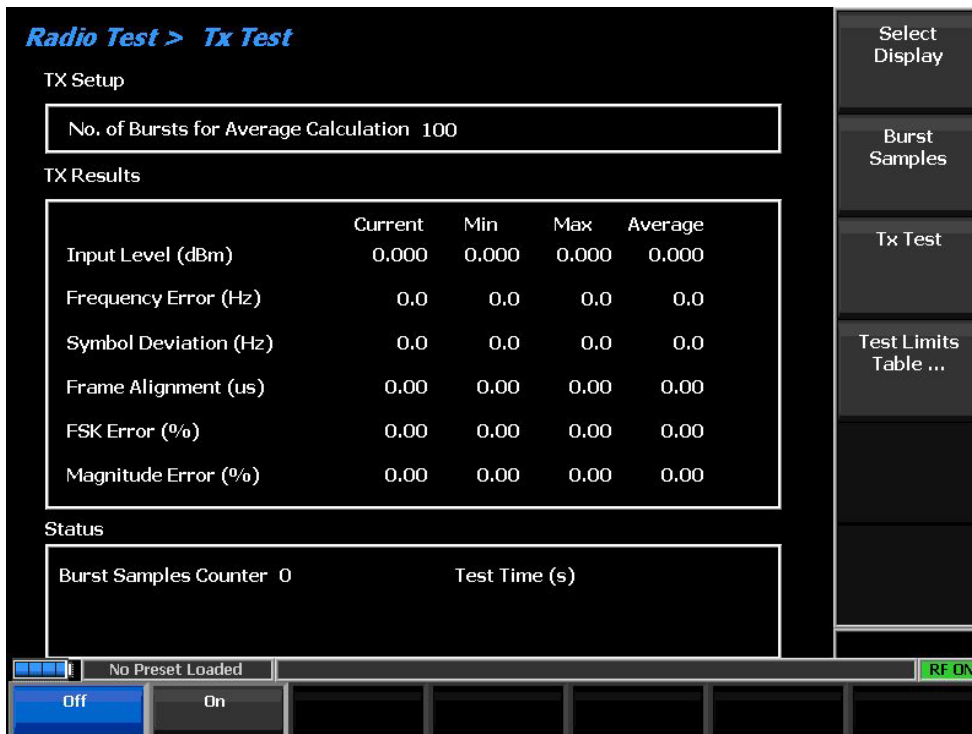 Radio Test > Tx Test
TX Setup
No. of Bursts for Average Calculation 100
TX Results
Current Min Max Average
Input Level (dBm) 0.000 0.000 0.000 0.000
Frequency Error (Hz) 0.0 0.0 0.0 0.0
Symbol Deviation (Hz) 0.0 0.0 0.0 0.0
Frame Alignment (us) 0.00 0.00 0.00 0.00
FSK Error (%) 0.00 0.00 0.00 0.00
Magnitude Error (%) 0.00 0.00 0.00 0.00
Status
Burst Samples Counter 0 Test Time (s)
Select
Display
Burst
Samples
Tx Test
Test Limits
Table ...
No Preset Loaded
RF ON
Off On